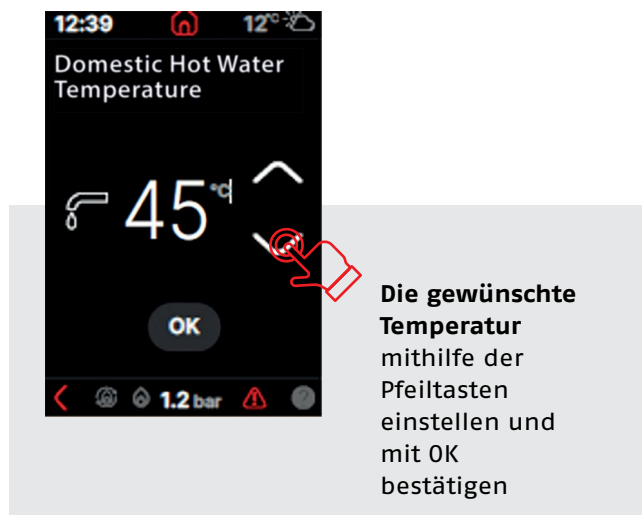 12:39 12°C
Domestic Hot Water
Temperature
45°C
OK
1.2 bar ?
Die gewünschte
Temperatur
mithilfe der
Pfeiltasten
einstellen und
mit OK
bestätigen